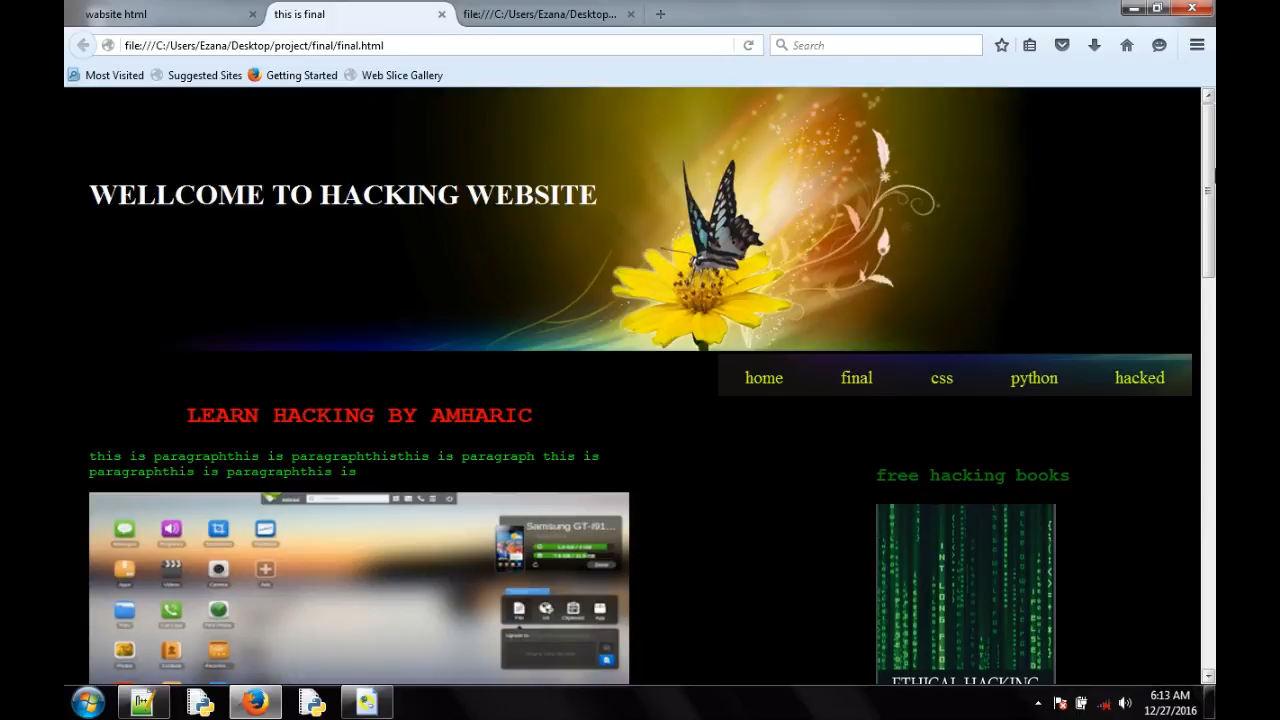 wabsite html
this is final
file:///C:/Users/Ezana/Desktop...
file:///C:/Users/Ezana/Desktop/project/final/final.html
Search
Most Visited
Suggested Sites
Getting Started
Web Slice Gallery
WELLCOME TO HACKING WEBSITE
home final css python hacked
LEARN HACKING BY AMHARIC
this is paragraphthis is paragraphthisthis is paragraph this is
paragraphthis is paragraphthis is
free hacking books
Samsung GT-I91...
ETHICAL HACKING
6:13 AM
12/27/2016